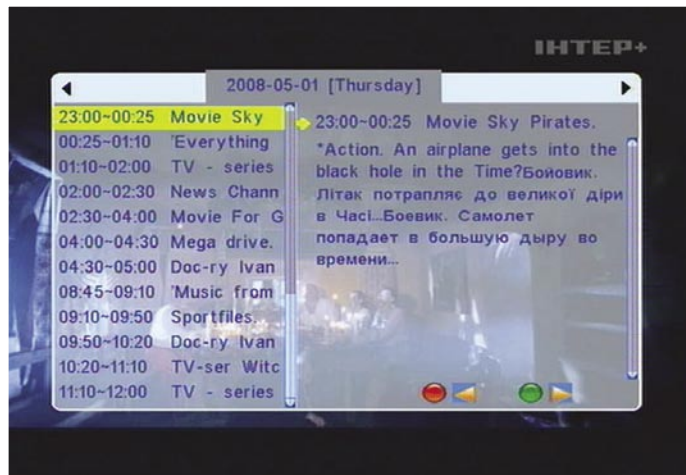 ІНТЕР+
2008-05-01 [Thursday]
23:00~00:25 Movie Sky
00:25~01:10 'Everything
01:10~02:00 TV - series
02:00~02:30 News Chann
02:30~04:00 Movie For G
04:00~04:30 Mega drive.
04:30~05:00 Doc-ry Ivan
08:45~09:10 'Music from
09:10~09:50 Sportfiles.
09:50~10:20 Doc-ry Ivan
10:20~11:10 TV-ser Witc
11:10~12:00 TV - series
23:00~00:25 Movie Sky Pirates.
*Action. An airplane gets into the
black hole in the Time?Бойовик.
Літак потрапляє до великої діри
в Часі...Боевик. Самолет
попадает в большую дыру во
времени...